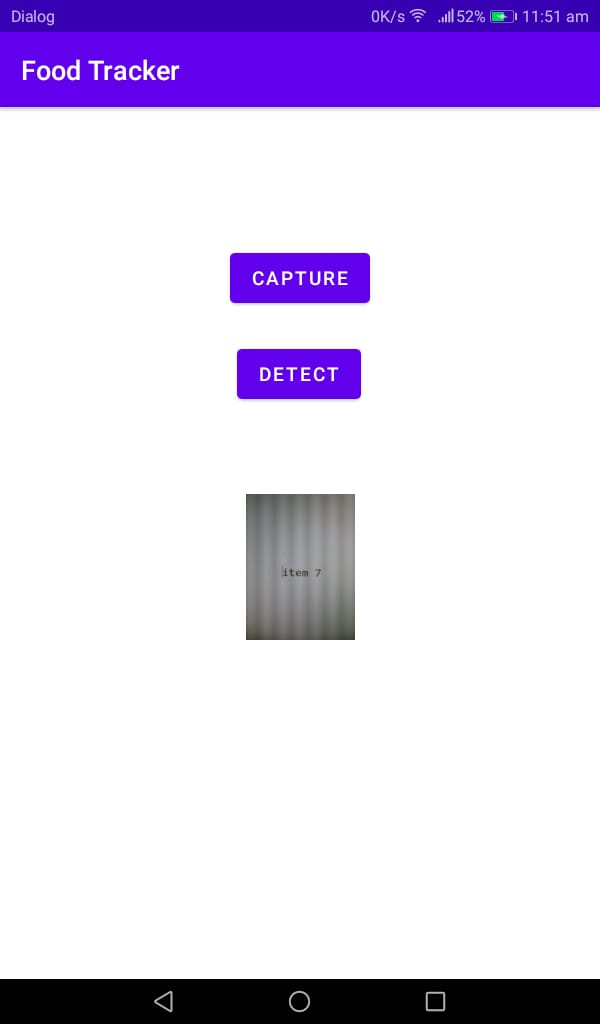 Dialog 0K/s 52% 11:51 am
Food Tracker
CAPTURE
DETECT
item 7